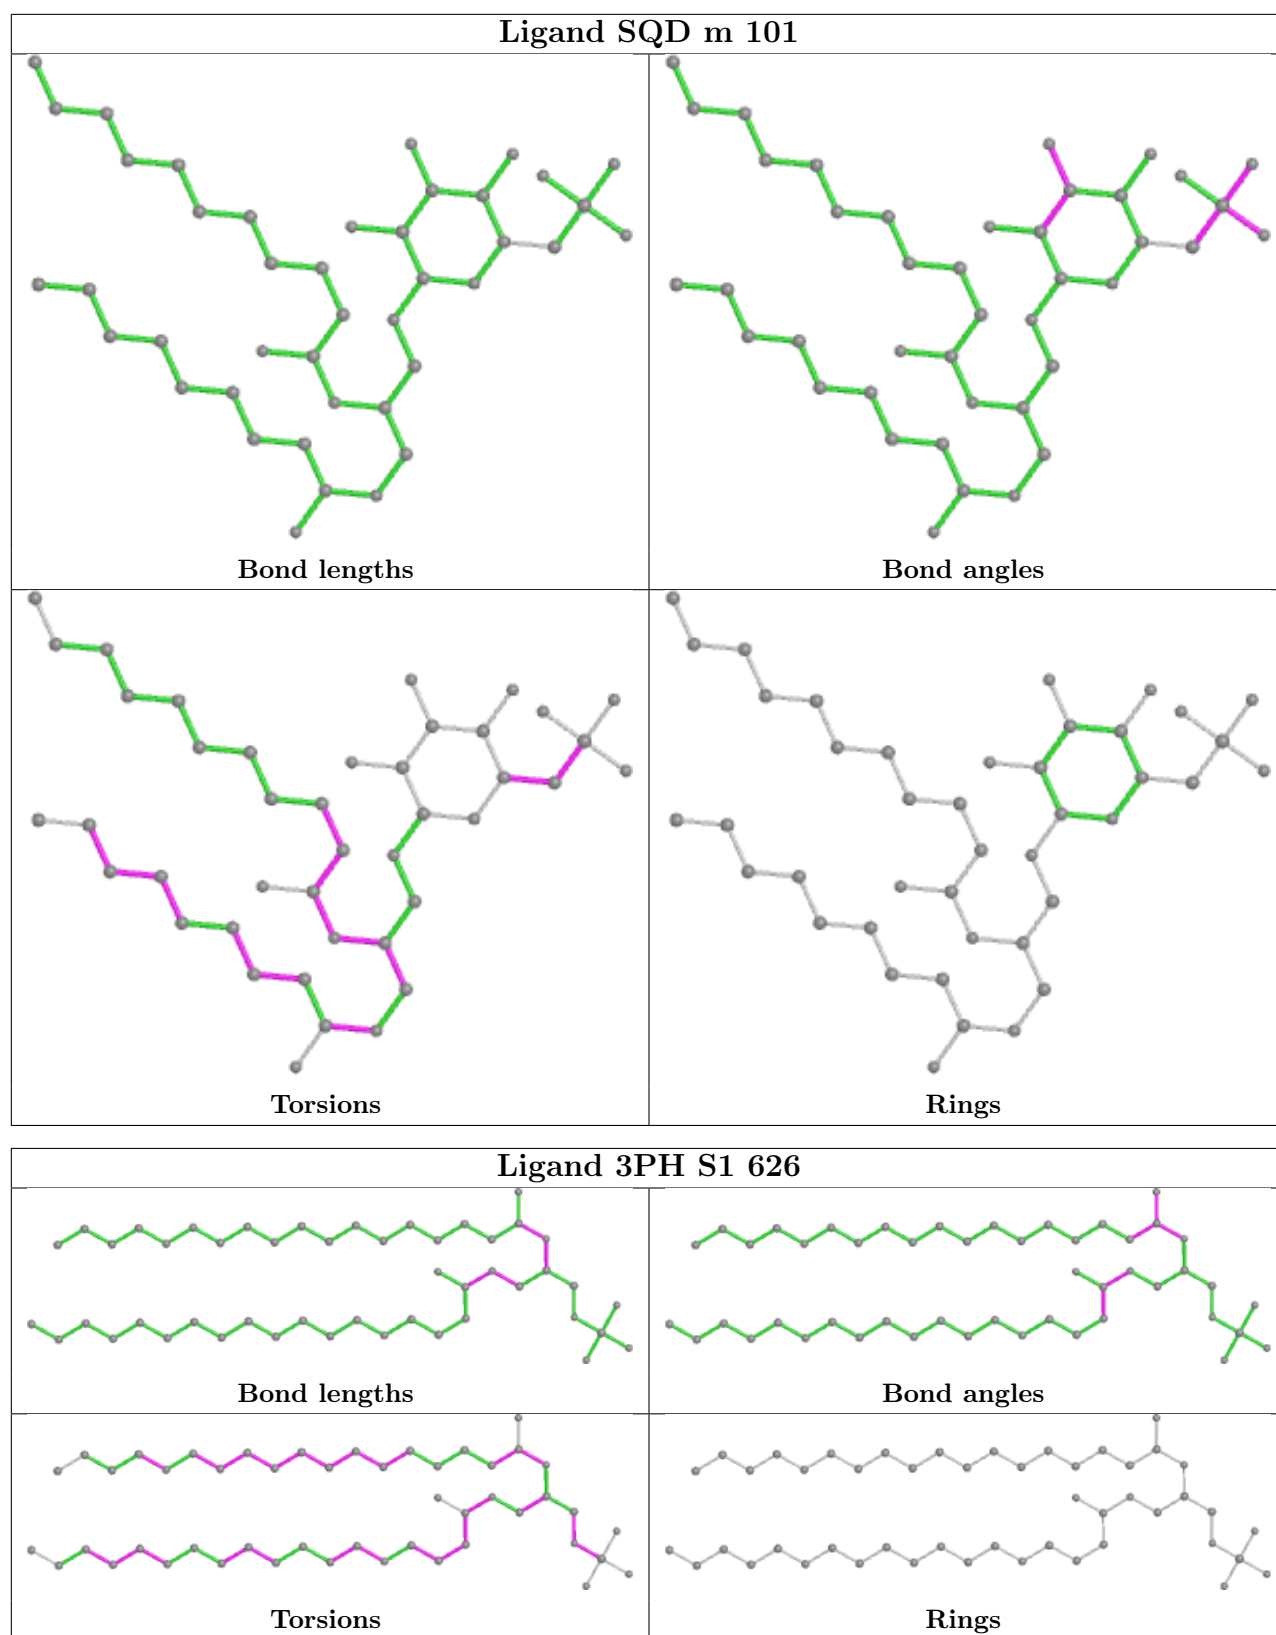 Ligand SQD m 101
Bond lengths
Bond angles
Torsions
Rings
Ligand 3PH S1 626
Bond lengths
Bond angles
Torsions
Rings